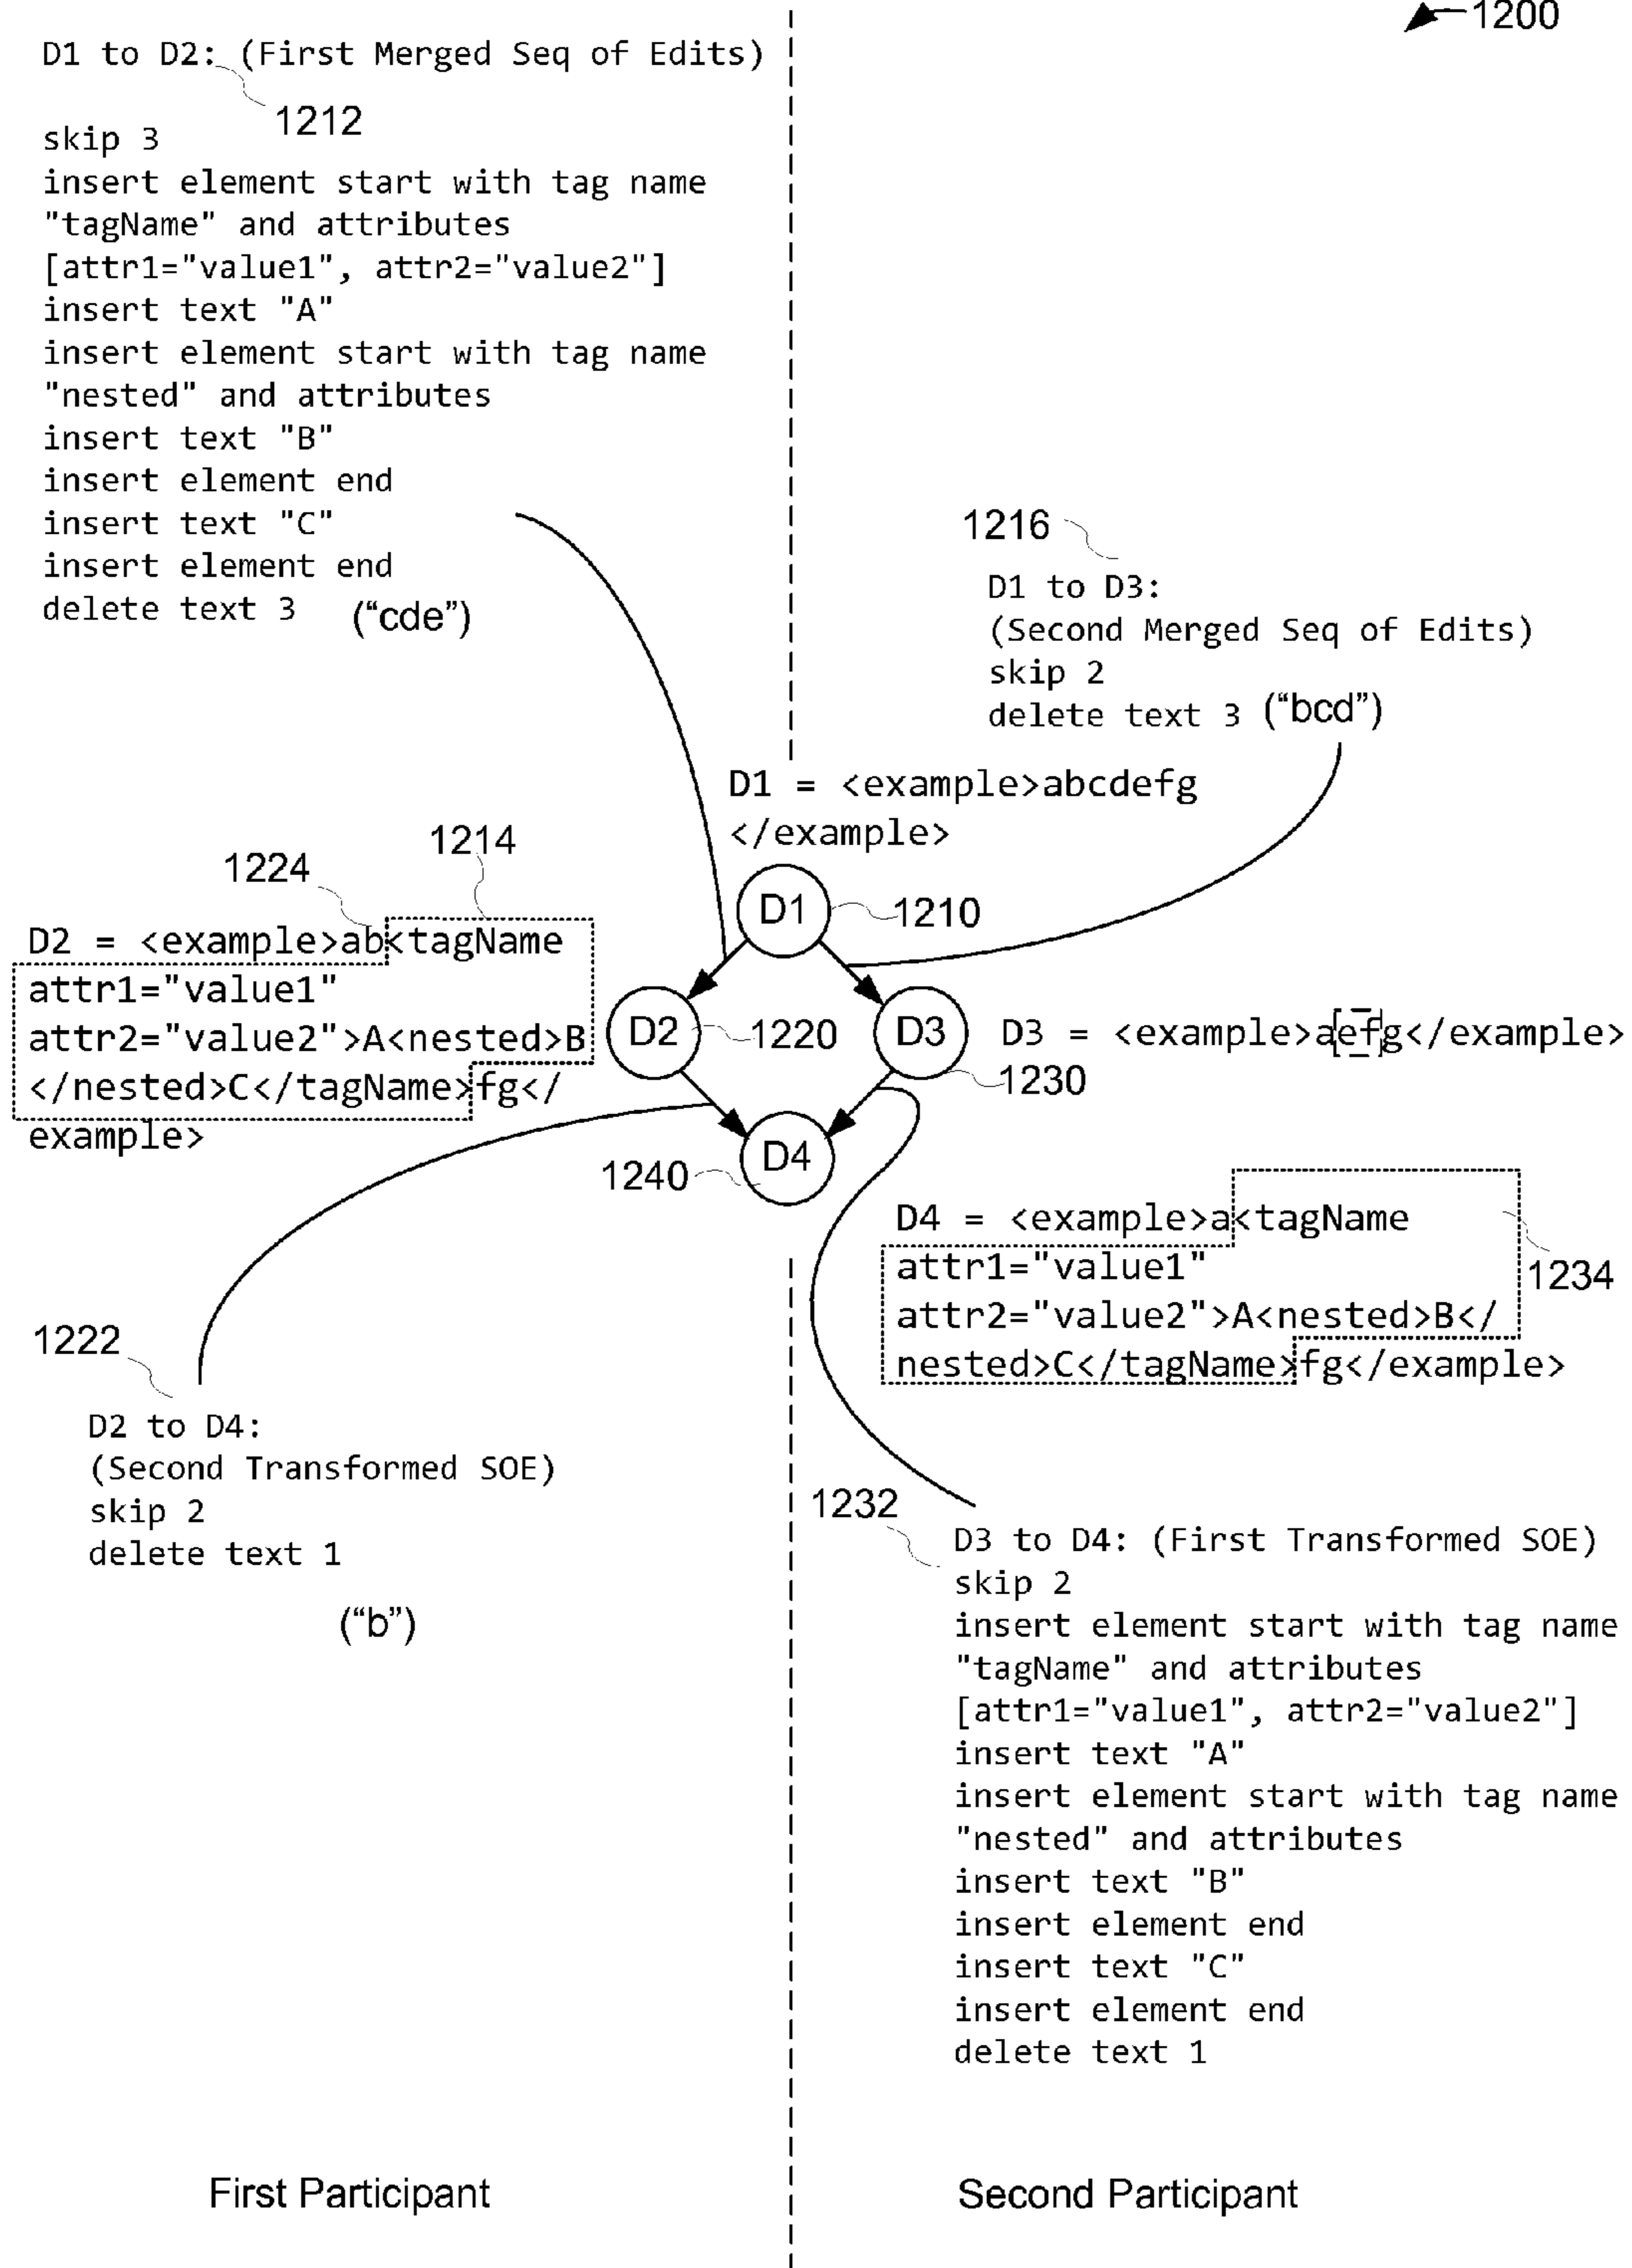 1200
D1 to D2: (First Merged Seq of Edits)
1212
skip 3
insert element start with tag name
"tagName" and attributes
[attr1="value1", attr2="value2"]
insert text "A"
insert element start with tag name
"nested" and attributes
insert text "B"
insert element end
insert text "C"
insert element end
delete text 3 (“cde”)
1216
D1 to D3:
(Second Merged Seq of Edits)
skip 2
delete text 3 (“bcd”)
D1 = <example>abcdefg
</example>
1214
1224
D1
1210
D2 = <example>ab<tagName
attr1="value1"
attr2="value2">A<nested>B
</nested>C</tagName>fg</
example>
D2
1220
D3
D3 = <example>aefg</example>
1230
D4
1240
D4 = <example>a<tagName
attr1="value1"
attr2="value2">A<nested>B</
nested>C</tagName>fg</example>
1234
1222
D2 to D4:
(Second Transformed SOE)
skip 2
delete text 1
(“b”)
1232
D3 to D4: (First Transformed SOE)
skip 2
insert element start with tag name
"tagName" and attributes
[attr1="value1", attr2="value2"]
insert text "A"
insert element start with tag name
"nested" and attributes
insert text "B"
insert element end
insert text "C"
insert element end
delete text 1
First Participant
Second Participant